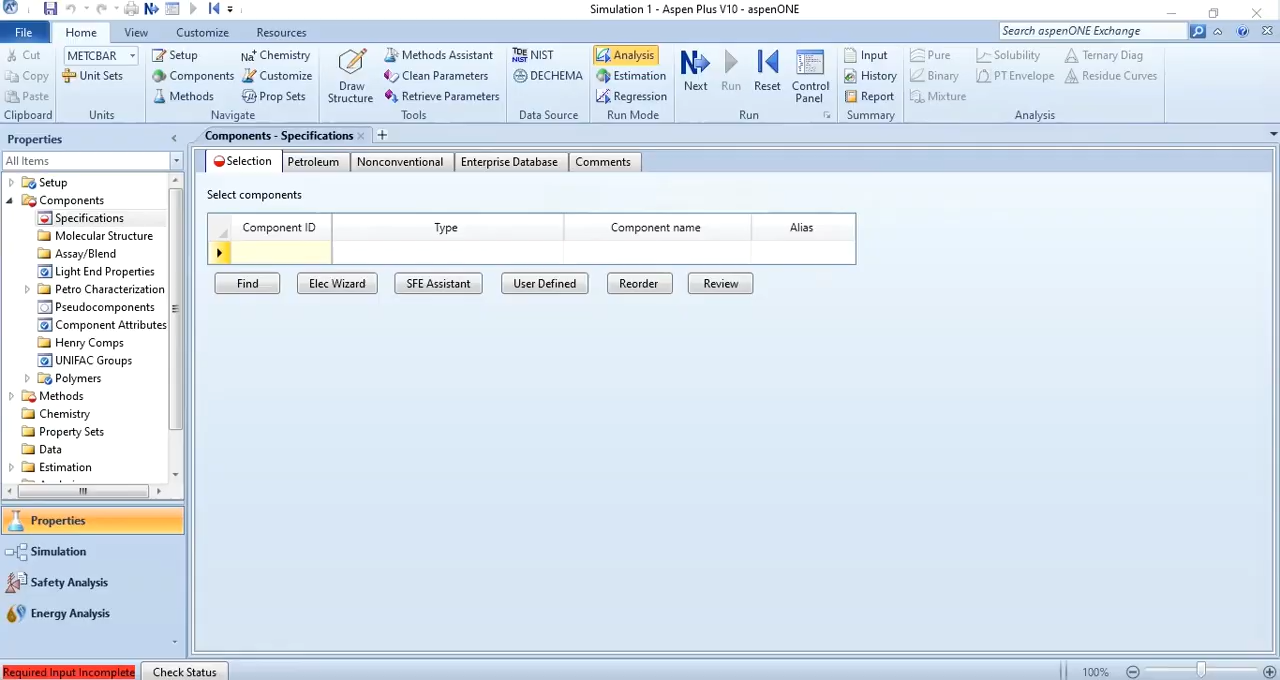 Simulation 1 - Aspen Plus V10 - aspenONE
File Home View Customize Resources Search aspenONE Exchange
Cut METCBAR Setup Chemistry Methods Assistant NIST Analysis Input Pure Solubility Ternary Diag
Copy Unit Sets Components Customize Clean Parameters DECHEMA Estimation History Binary PT Envelope Residue Curves
Paste Methods Prop Sets Draw Structure Retrieve Parameters Regression Next Run Reset Control Panel Report Mixture
Clipboard Units Navigate Tools Data Source Run Mode Run Summary Analysis
Properties Components - Specifications
All Items Selection Petroleum Nonconventional Enterprise Database Comments
Setup
Components Select components
Specifications
Component ID Type Component name Alias
Molecular Structure
Assay/Blend
Light End Properties
Find Elec Wizard SFE Assistant User Defined Reorder Review
Petro Characterization
Pseudocomponents
Component Attributes
Henry Comps
UNIFAC Groups
Polymers
Methods
Chemistry
Property Sets
Data
Estimation
Properties
Simulation
Safety Analysis
Energy Analysis
Required Input Incomplete Check Status 100%